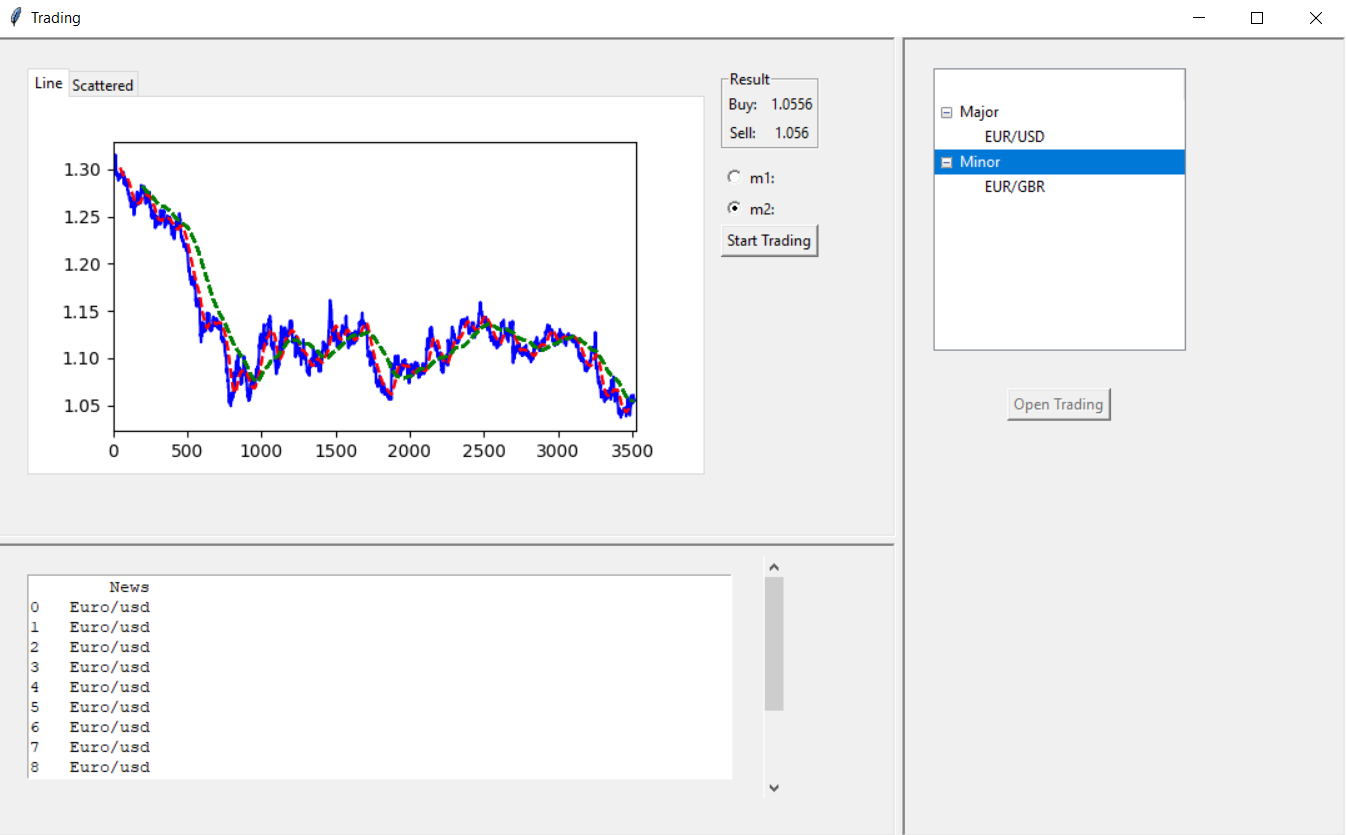 Trading
Line Scattered
1.30
1.25
1.20
1.15
1.10
1.05
0 500 1000 1500 2000 2500 3000 3500
Result
Buy: 1.0556
Sell: 1.056
m1:
m2:
Start Trading
Major
EUR/USD
Minor
EUR/GBR
Open Trading
News
0 Euro/usd
1 Euro/usd
2 Euro/usd
3 Euro/usd
4 Euro/usd
5 Euro/usd
6 Euro/usd
7 Euro/usd
8 Euro/usd